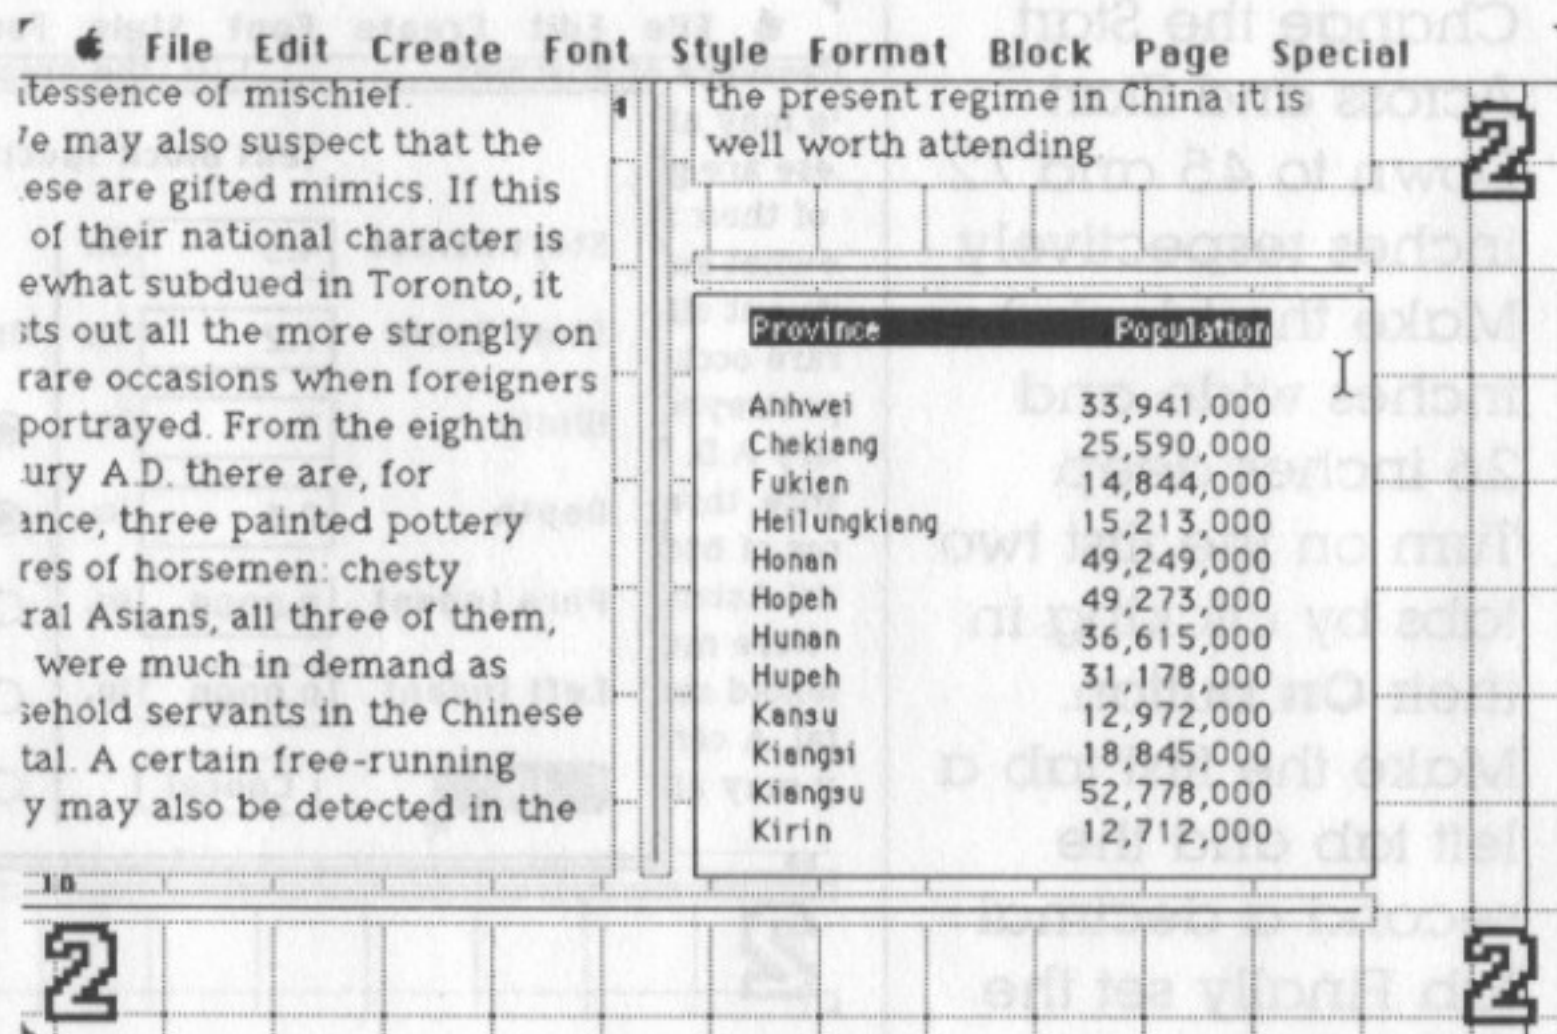 File Edit Create Font Style Format Block Page Special
itessence of mischief.
'e may also suspect that the
ese are gifted mimics. If this
of their national character is
ewhat subdued in Toronto, it
sts out all the more strongly on
rare occasions when foreigners
portrayed. From the eighth
ury A.D. there are, for
ance, three painted pottery
res of horsemen: chesty
ral Asians, all three of them,
were much in demand as
sehold servants in the Chinese
tal. A certain free-running
y may also be detected in the
10
2
the present regime in China it is
well worth attending
2
Province Population
Anhwei 33,941,000
Chekiang 25,590,000
Fukien 14,844,000
Heilungkiang 15,213,000
Honan 49,249,000
Hopeh 49,273,000
Hunan 36,615,000
Hupeh 31,178,000
Kansu 12,972,000
Kiangsi 18,845,000
Kiangsu 52,778,000
Kirin 12,712,000
2